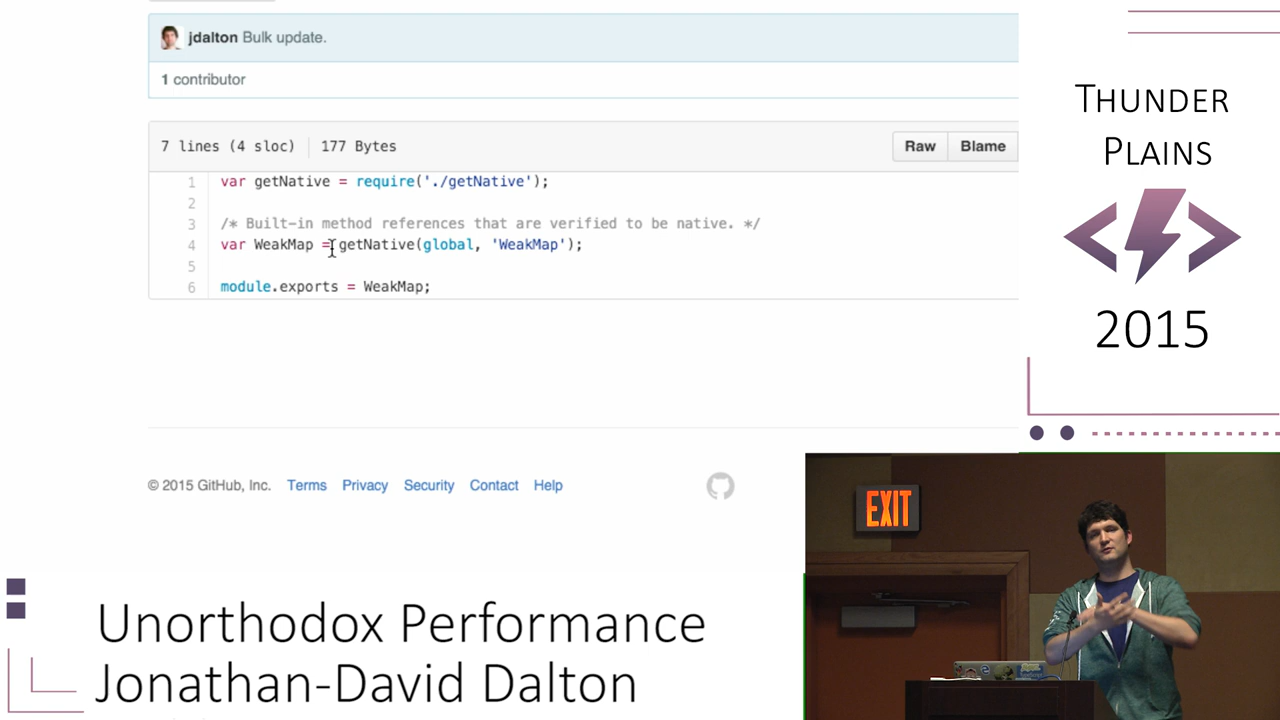 jdalton Bulk update.
1 contributor
7 lines (4 sloc) 177 Bytes
Raw Blame
1 var getNative = require('./getNative');
2
3 /* Built-in method references that are verified to be native. */
4 var WeakMap = getNative(global, 'WeakMap');
5
6 module.exports = WeakMap;
© 2015 GitHub, Inc. Terms Privacy Security Contact Help
THUNDER
PLAINS
2015
EXIT
Unorthodox Performance
Jonathan-David Dalton